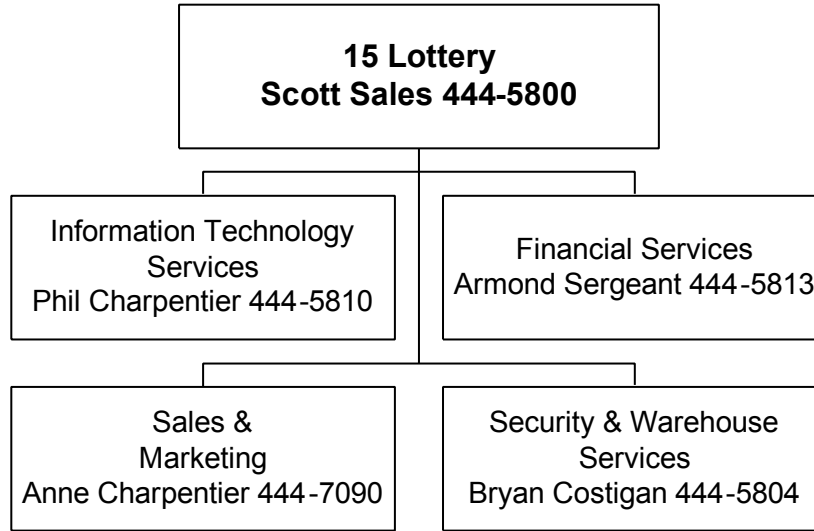 15 Lottery
Scott Sales 444-5800
Information Technology
Services
Phil Charpentier 444-5810
Financial Services
Armond Sergeant 444-5813
Sales &
Marketing
Anne Charpentier 444-7090
Security & Warehouse
Services
Bryan Costigan 444-5804